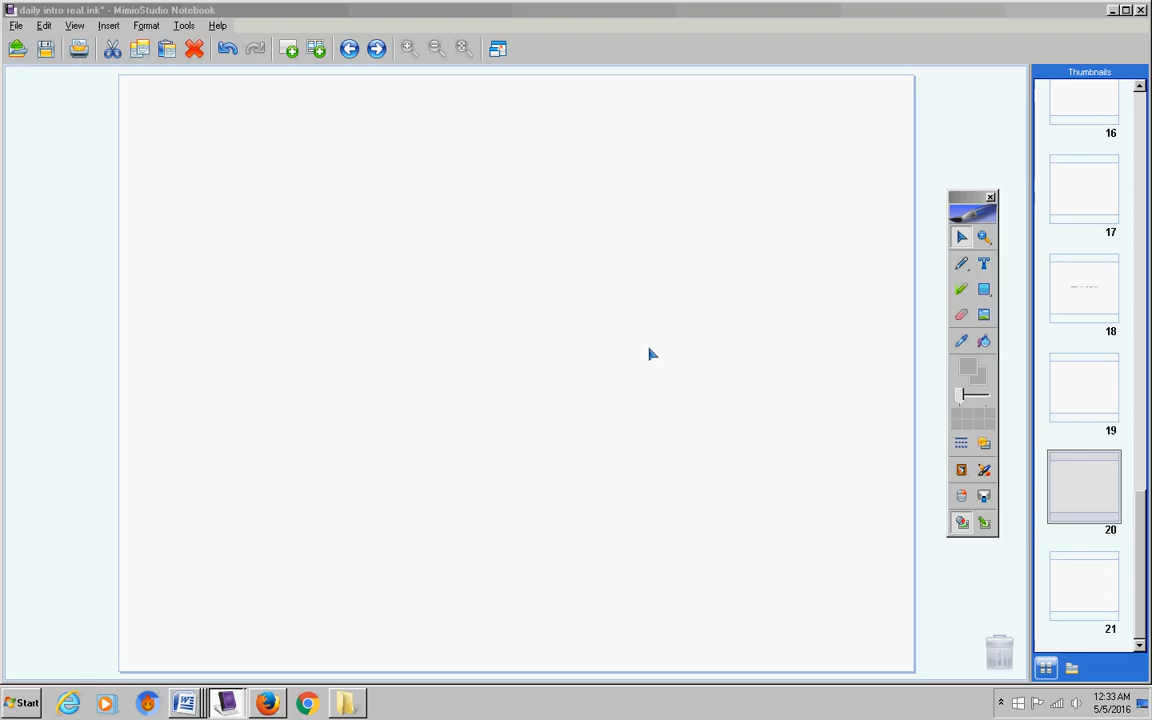 daily intro real.ink* - MimioStudio Notebook
File Edit View Insert Format Tools Help
Thumbnails
16
17
18
19
20
21
T
W
Start
12:33 AM
5/5/2016